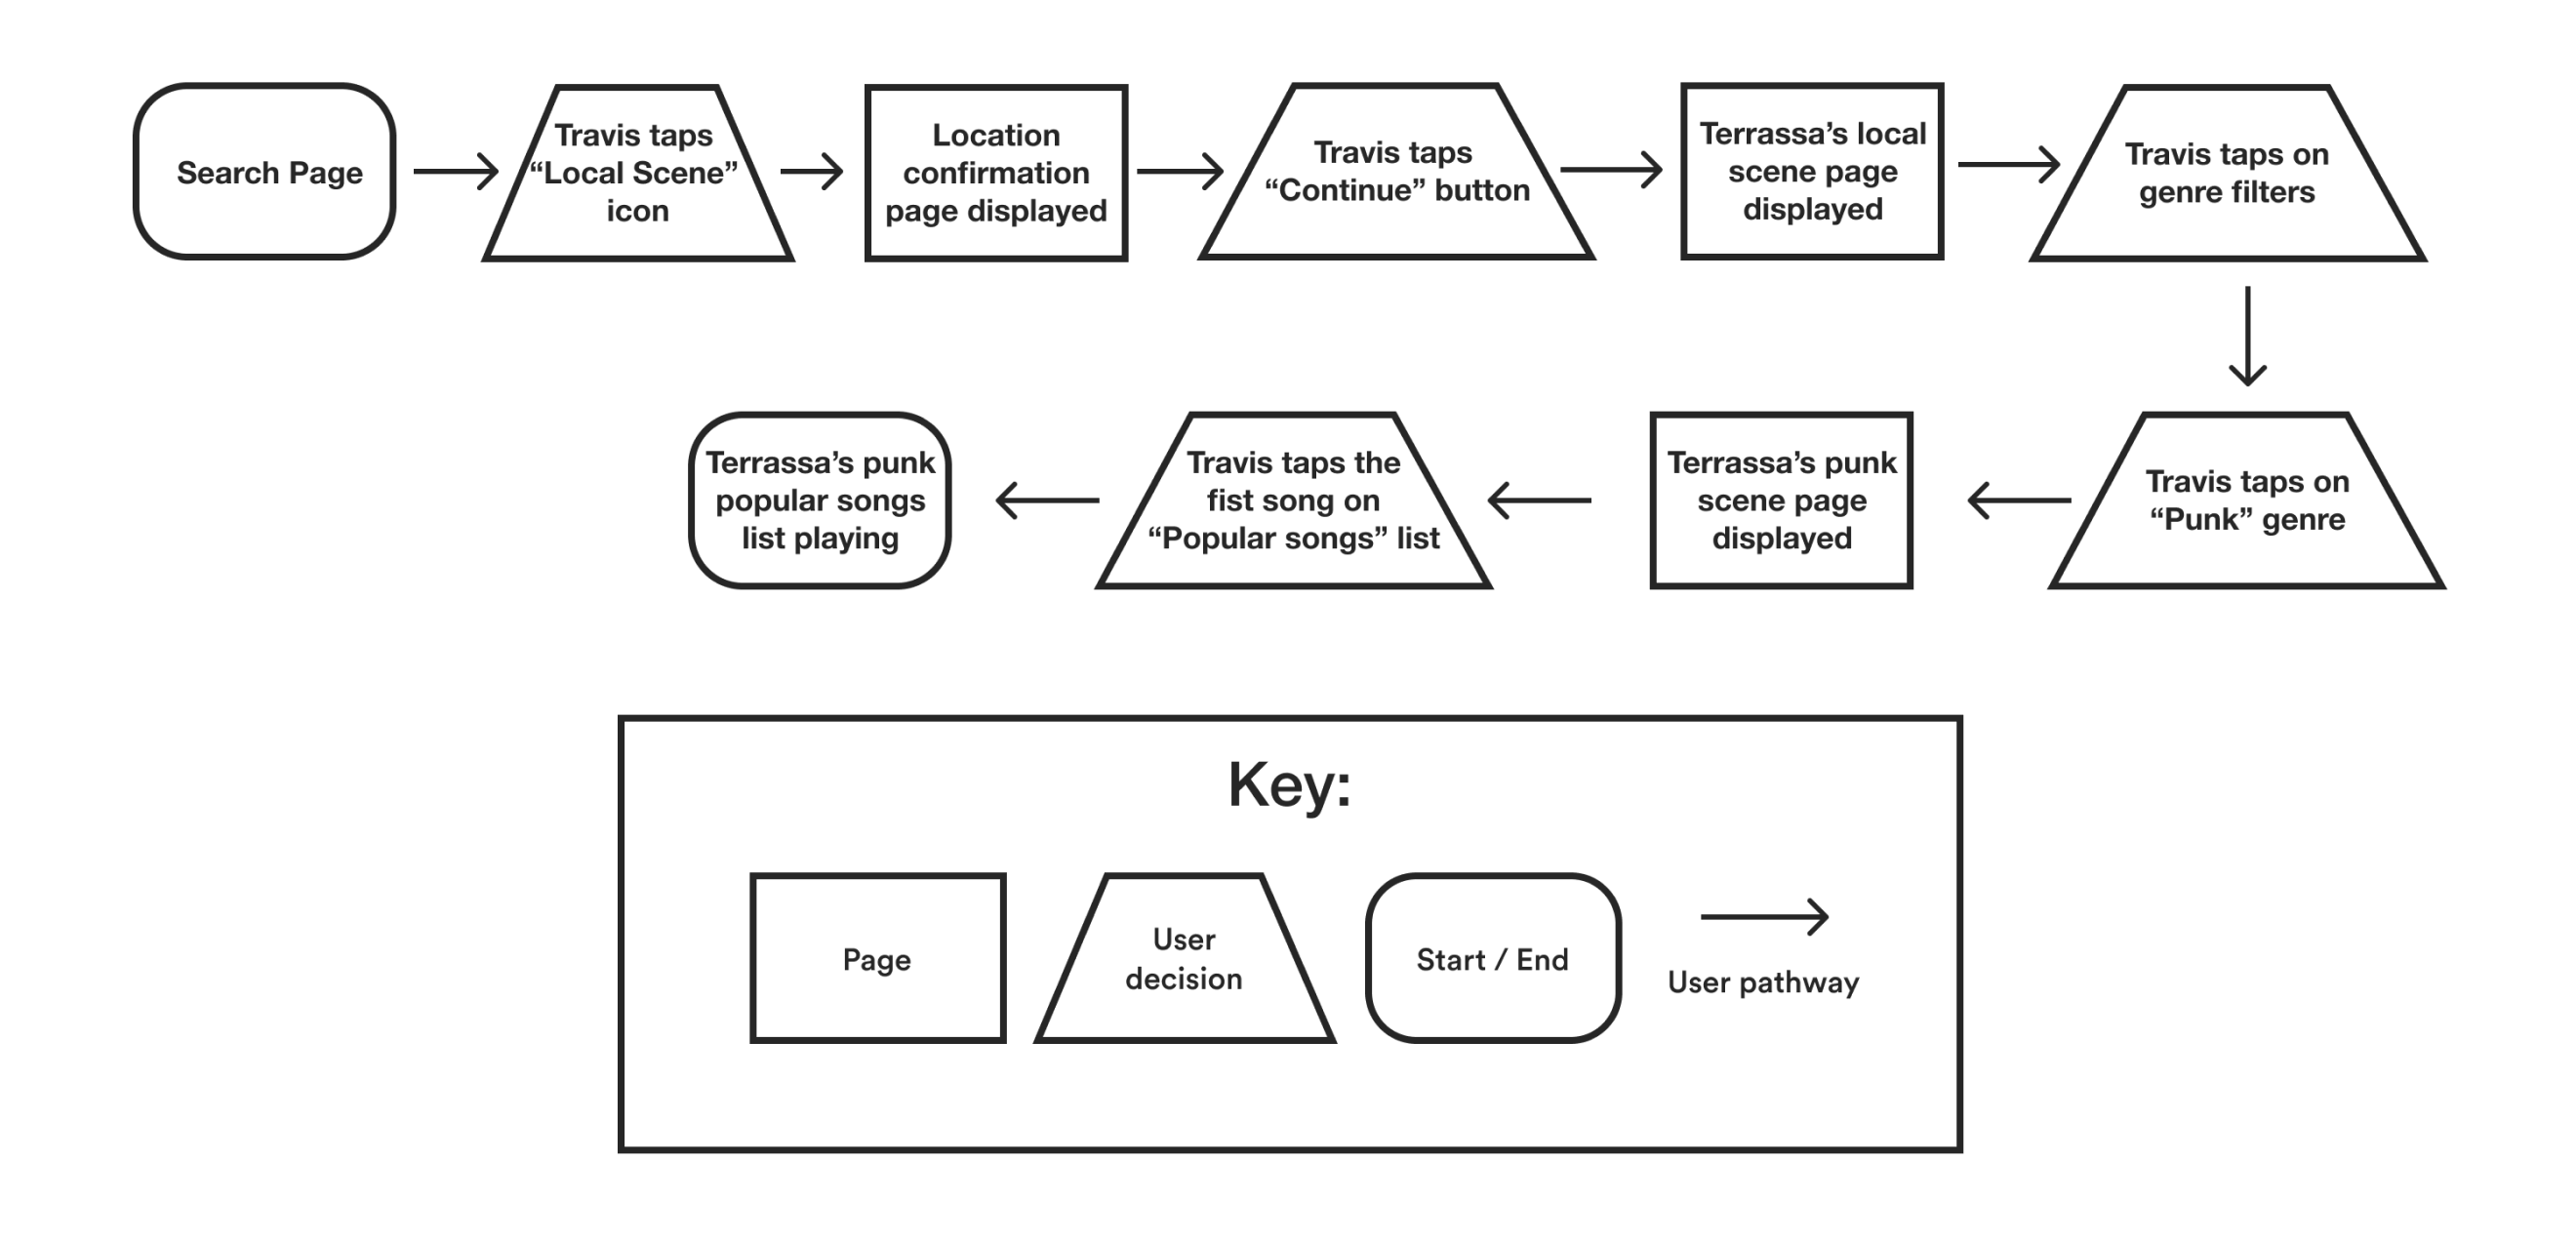 Search Page
Travis taps
“Local Scene”
icon
Location
confirmation
page displayed
Travis taps
“Continue” button
Terrassa’s local
scene page
displayed
Travis taps on
genre filters
Travis taps on
“Punk” genre
Terrassa’s punk
scene page
displayed
Travis taps the
fist song on
“Popular songs” list
Terrassa’s punk
popular songs
list playing
Key:
Page
User
decision
Start / End
User pathway